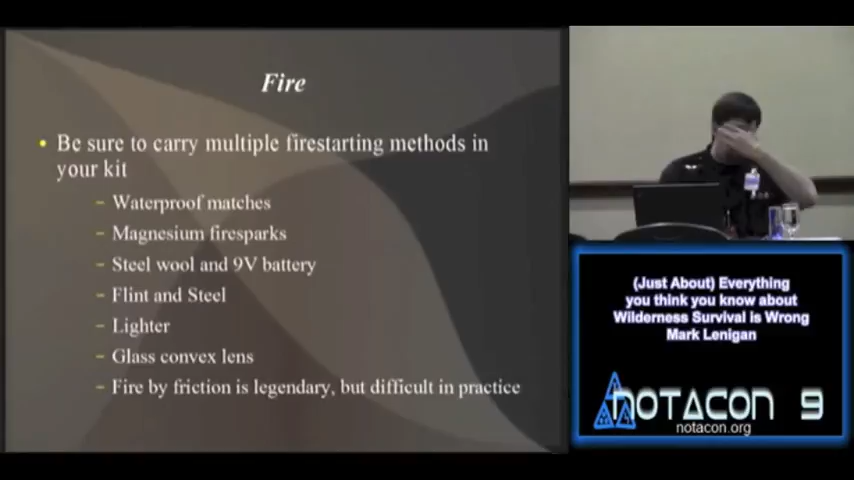 Fire
• Be sure to carry multiple firestarting methods in
your kit
– Waterproof matches
– Magnesium firesparks
– Steel wool and 9V battery
– Flint and Steel
– Lighter
– Glass convex lens
– Fire by friction is legendary, but difficult in practice
(Just About) Everything
you think you know about
Wilderness Survival is Wrong
Mark Lenigan
NOTACON 9
notacon.org